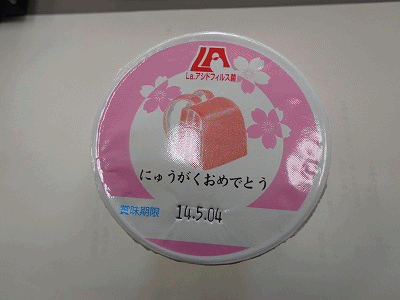 LA
La.アシドフィルス菌
にゅうがくおめでとう
賞味期限 14.5.04